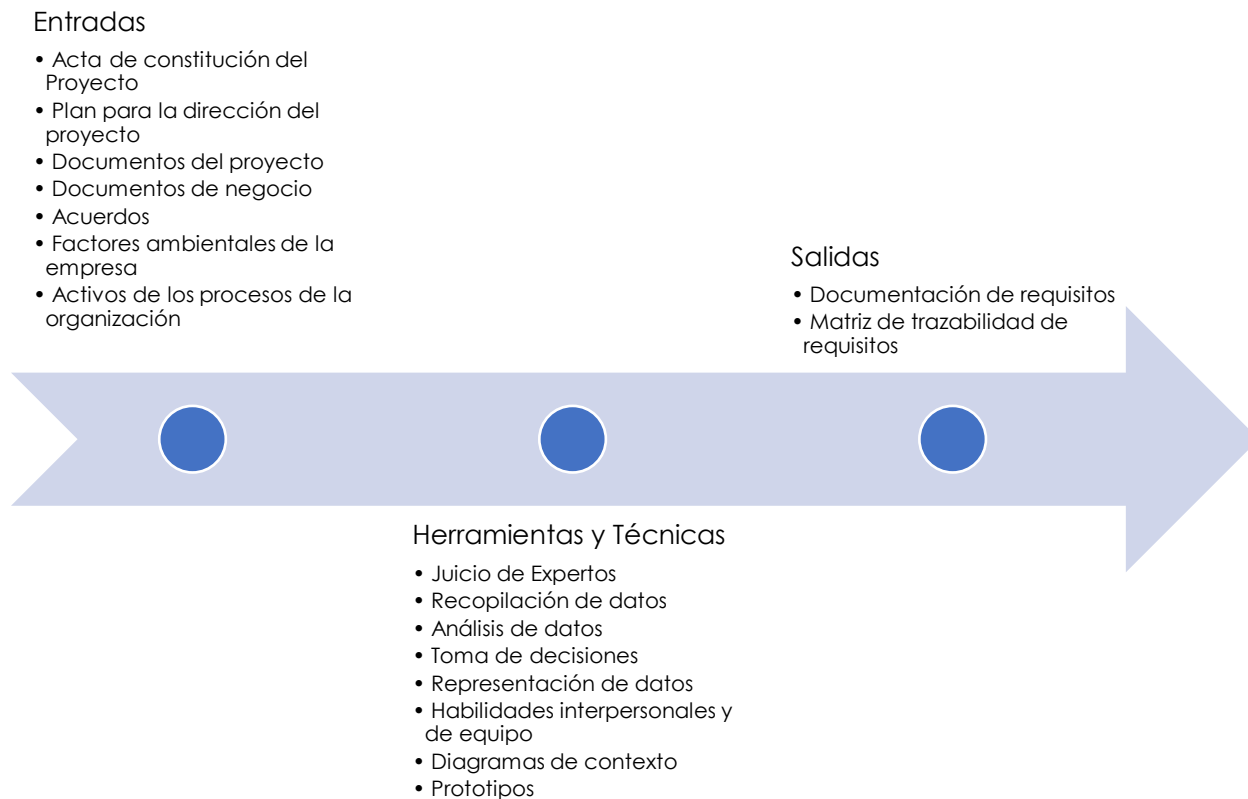 Entradas
• Acta de constitución del
Proyecto
• Plan para la dirección del
proyecto
• Documentos del proyecto
• Documentos de negocio
• Acuerdos
• Factores ambientales de la
empresa
• Activos de los procesos de la
organización
Salidas
• Documentación de requisitos
• Matriz de trazabilidad de
requisitos
Herramientas y Técnicas
• Juicio de Expertos
• Recopilación de datos
• Análisis de datos
• Toma de decisiones
• Representación de datos
• Habilidades interpersonales y
de equipo
• Diagramas de contexto
• Prototipos